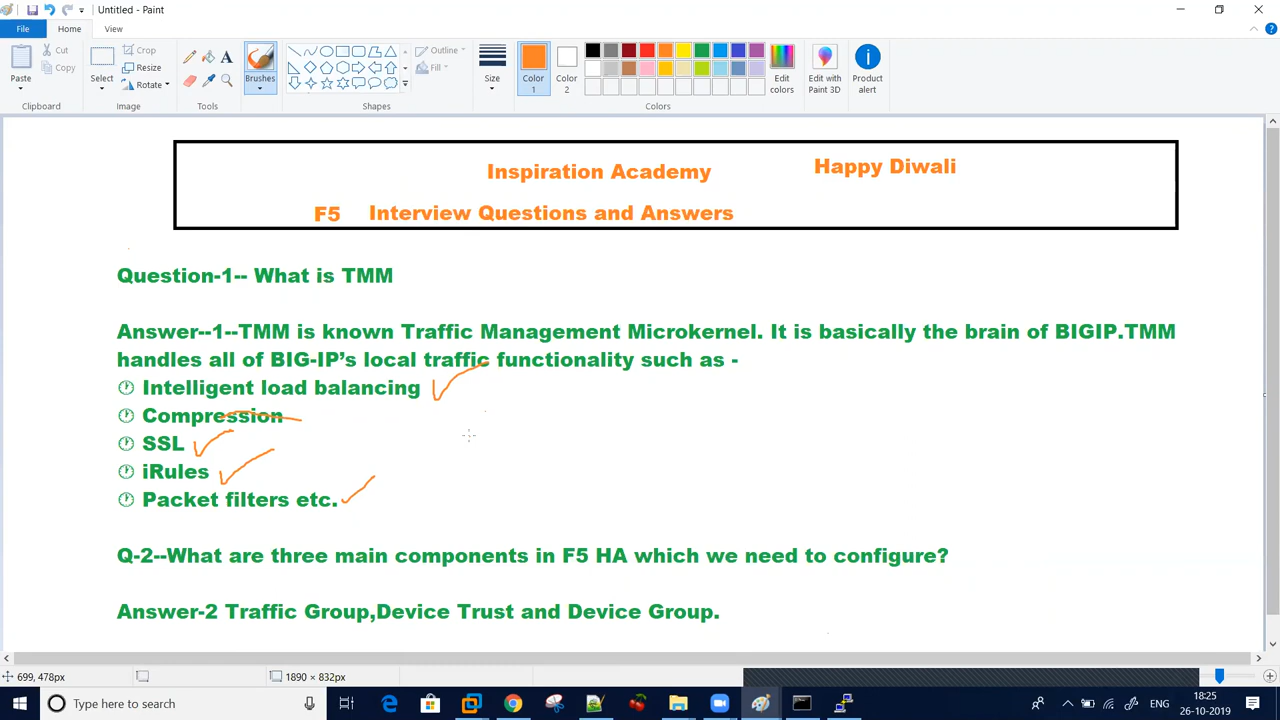 Untitled - Paint
File
Home
View
Paste
Cut
Copy
Clipboard
Select
Crop
Resize
Rotate
Image
Tools
Brushes
Shapes
Outline
Fill
Size
Color 1
Color 2
Edit colors
Colors
Edit with Paint 3D
Product alert
Inspiration Academy Happy Diwali
F5 Interview Questions and Answers
Question-1-- What is TMM
Answer--1--TMM is known Traffic Management Microkernel. It is basically the brain of BIGIP.TMM
handles all of BIG-IP’s local traffic functionality such as -
Intelligent load balancing
Compression
SSL
iRules
Packet filters etc.
Q-2--What are three main components in F5 HA which we need to configure?
Answer-2 Traffic Group,Device Trust and Device Group.
699, 478px
1890 × 832px
100%
Type here to search
ENG
18:25
26-10-2019